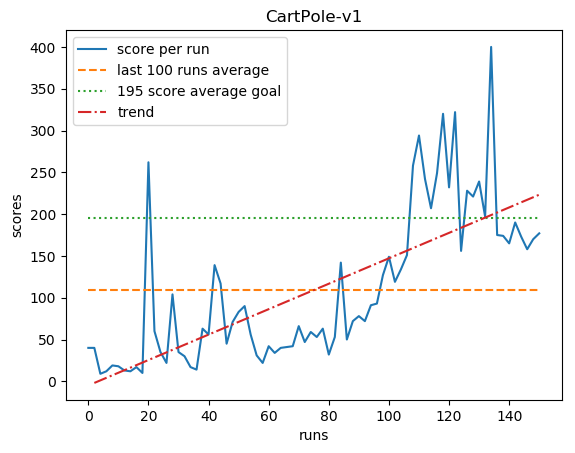 CartPole-v1
score per run
last 100 runs average
195 score average goal
trend
scores
400
350
300
250
200
150
100
50
0
0 20 40 60 80 100 120 140
runs